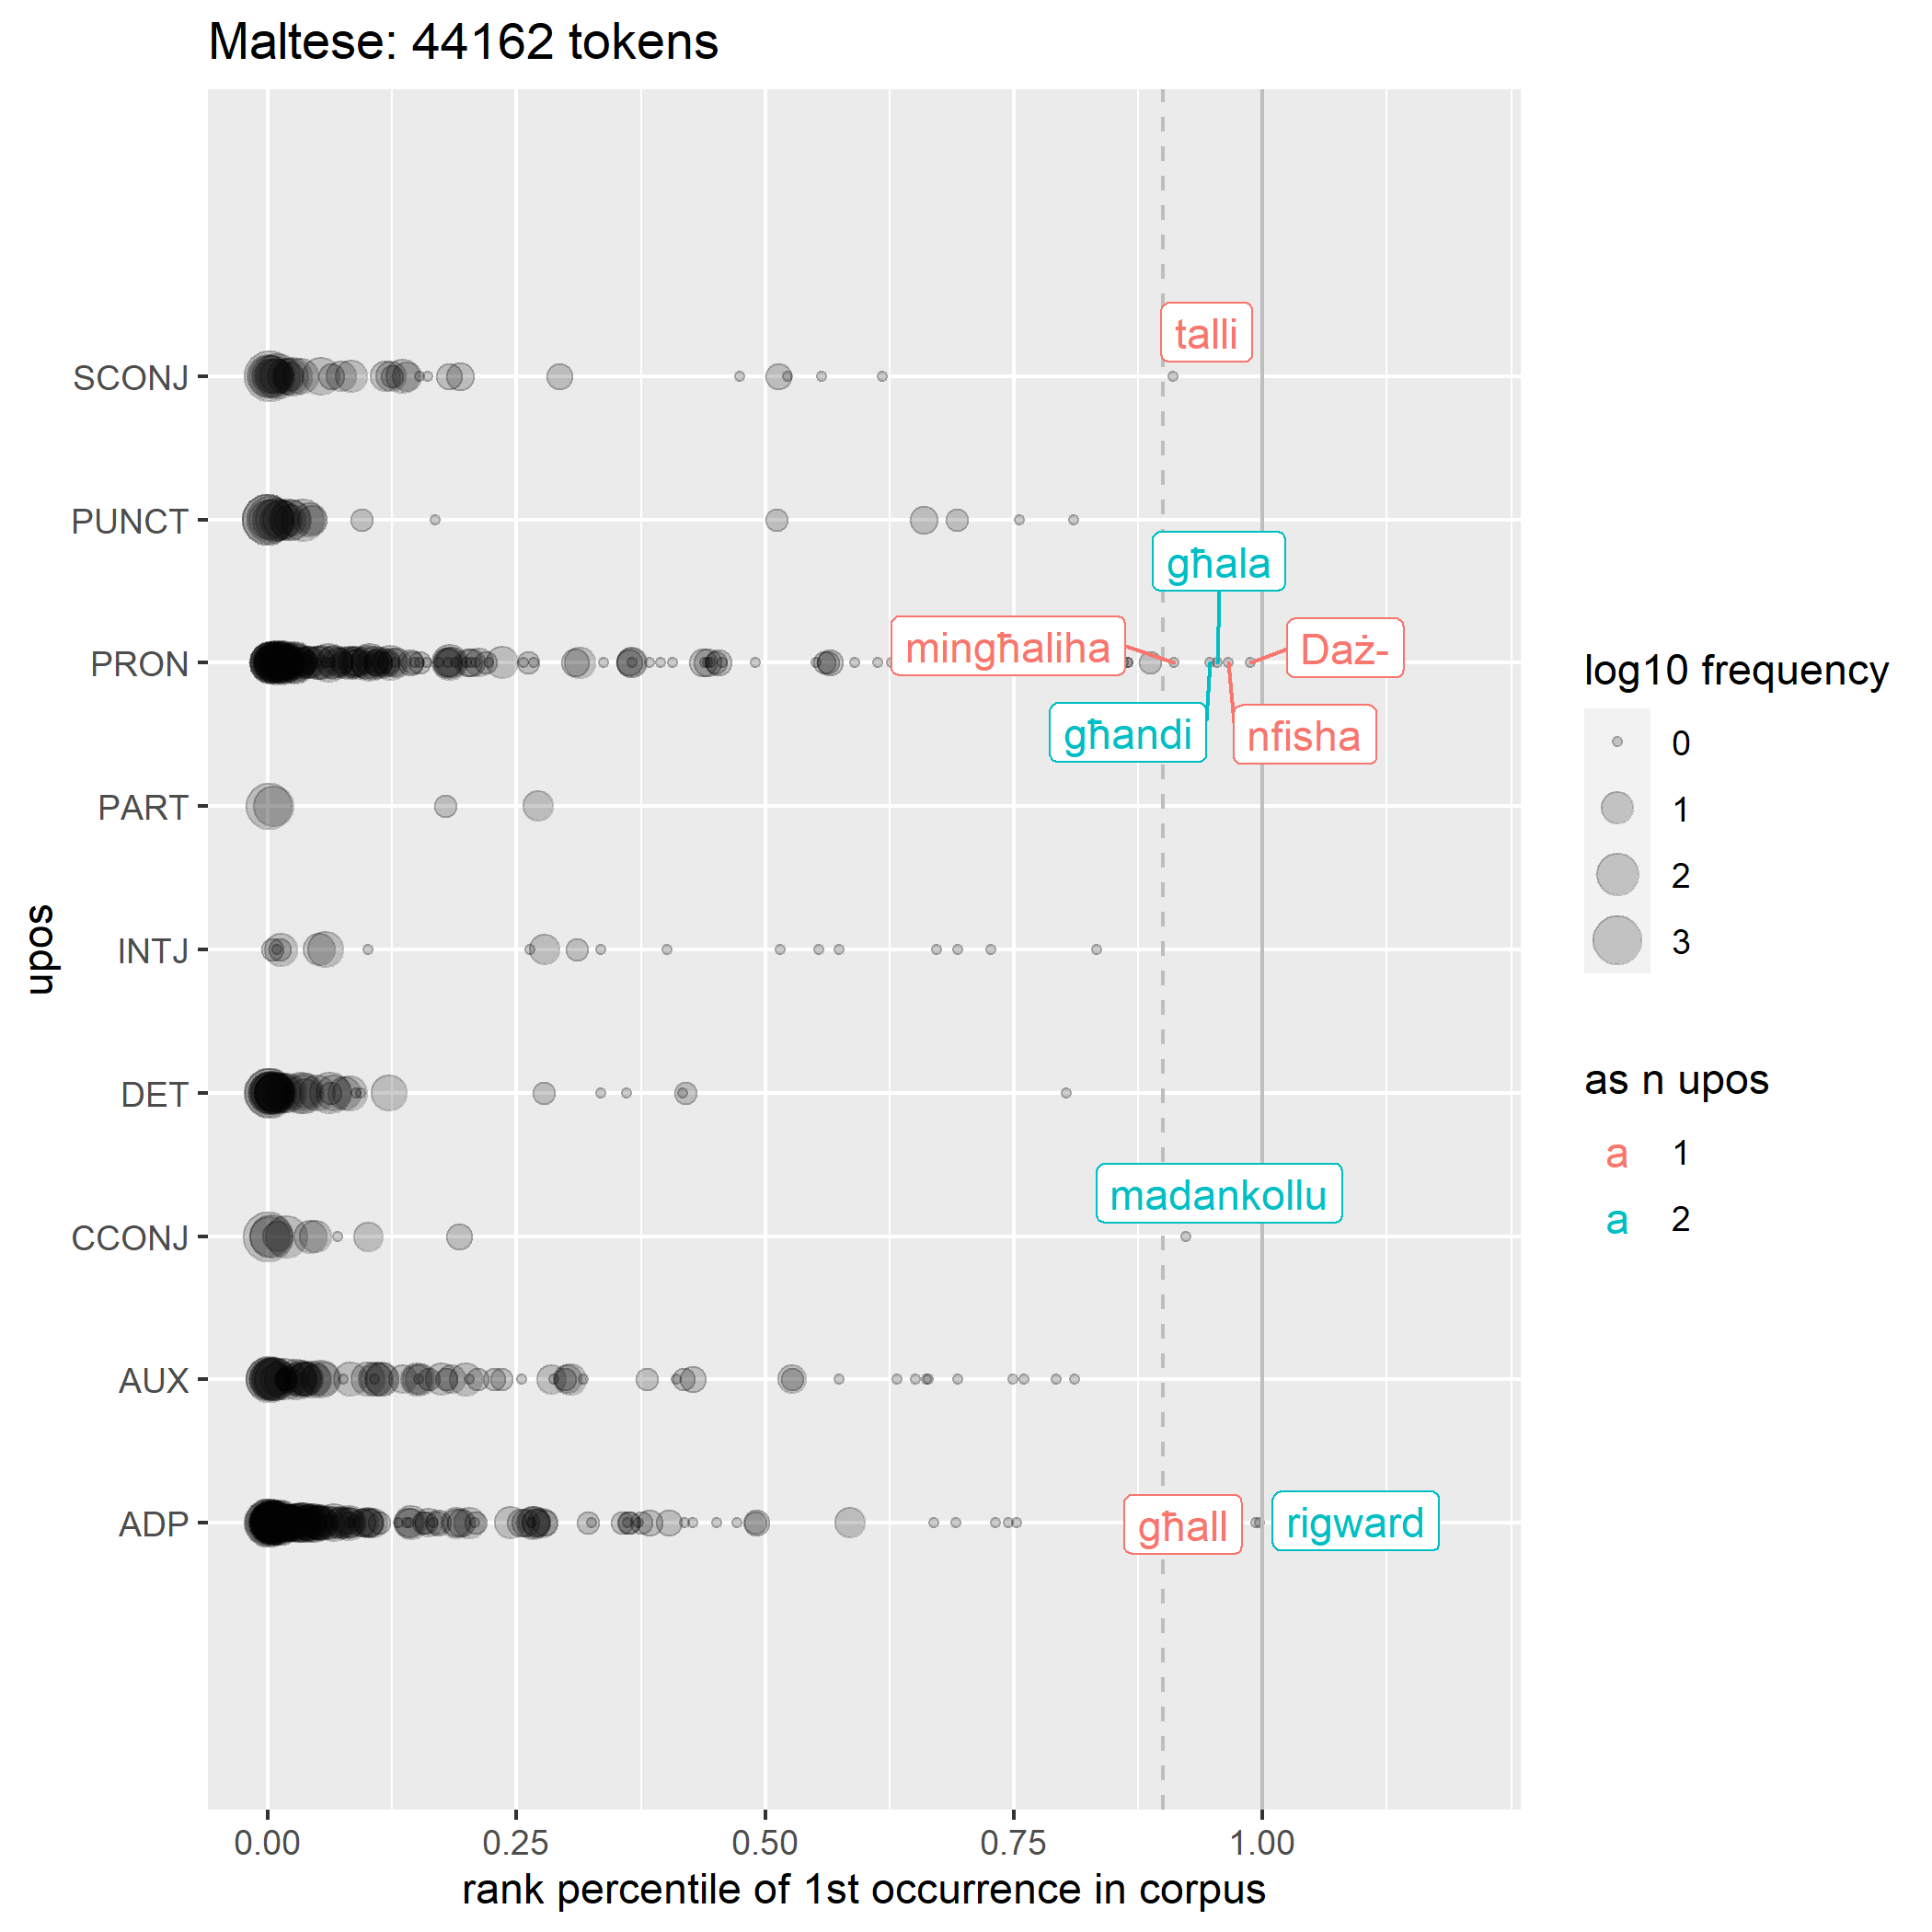 Maltese: 44162 tokens
talli
SCONJ
PUNCT
għala
PRON
mingħaliha
Daż-
għandi
nfisha
PART
INTJ
DET
madankollu
CCONJ
AUX
ADP
għall
rigward
upos
0.00 0.25 0.50 0.75 1.00
rank percentile of 1st occurrence in corpus
log10 frequency
0
1
2
3
as n upos
a 1
a 2